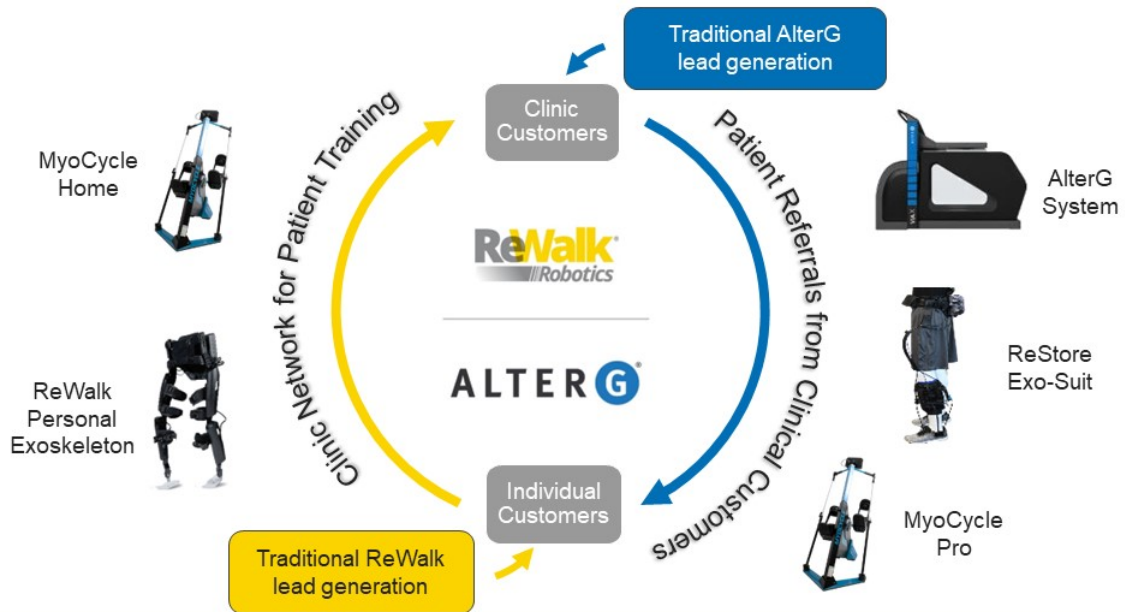 Traditional AlterG
lead generation
Clinic
Customers
Clinic Network for Patient Training
Patient Referrals from Clinical Customers
MyoCycle
Home
AlterG
System
ReWalk
Robotics
ALTERG
ReWalk
Personal
Exoskeleton
ReStore
Exo-Suit
Individual
Customers
MyoCycle
Pro
Traditional ReWalk
lead generation